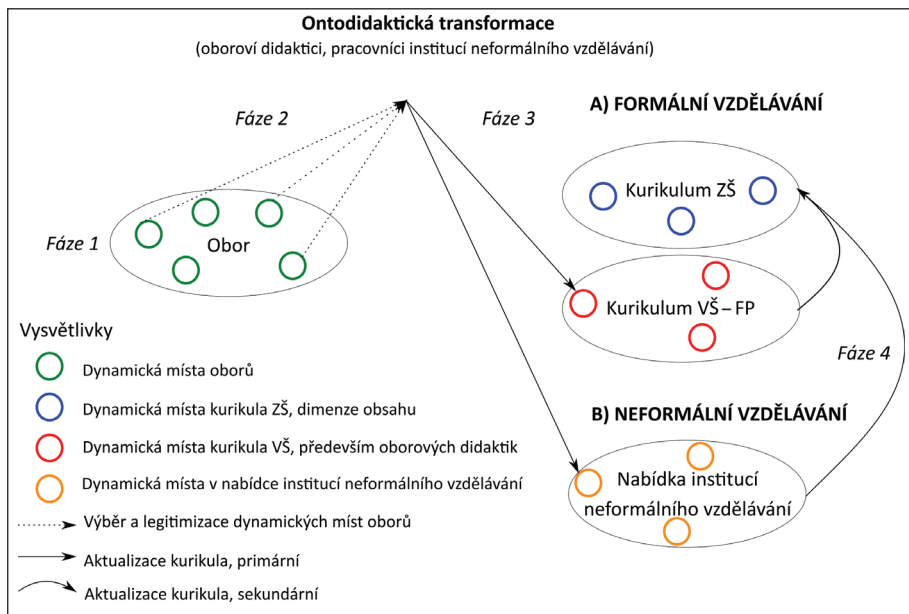 Ontodidaktická transformace
(oboroví didaktici, pracovníci institucí neformálního vzdělávání)
Fáze 2
Fáze 3
A) FORMÁLNÍ VZDĚLÁVÁNÍ
Kurikulum ZŠ
Fáze 1
Obor
Kurikulum VŠ – FP
Fáze 4
Vysvětlivky
Dynamická místa oborů
Dynamická místa kurikula ZŠ, dimenze obsahu
Dynamická místa kurikula VŠ, především oborových didaktik
Dynamická místa v nabídce institucí neformálního vzdělávání
Výběr a legitimizace dynamických míst oborů
Aktualizace kurikula, primární
Aktualizace kurikula, sekundární
B) NEFORMÁLNÍ VZDĚLÁVÁNÍ
Nabídka institucí
neformálního vzdělávání